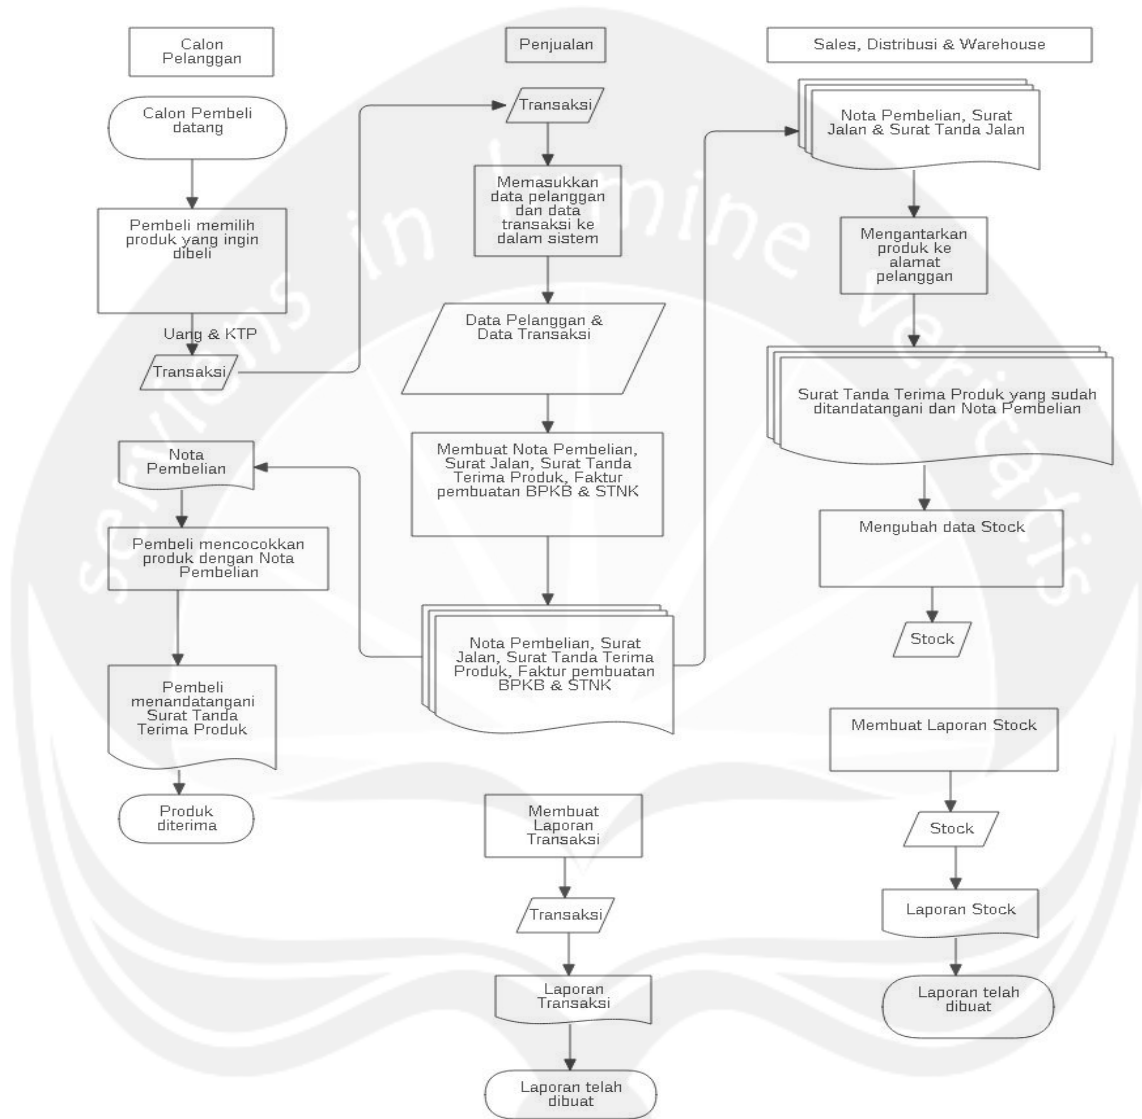 Calon
Pelanggan
Calon Pembeli
datang
Pembeli memilih
produk yang ingin
dibeli
Uang & KTP
Transaksi
Nota
Pembelian
Pembeli mencocokkan
produk dengan Nota
Pembelian
Pembeli
menandatangani
Surat Tanda
Terima Produk
Produk
diterima
Penjualan
Transaksi
Memasukkan
data pelanggan
dan data
transaksi ke
dalam sistem
Data Pelanggan &
Data Transaksi
Membuat Nota Pembelian,
Surat Jalan, Surat Tanda
Terima Produk, Faktur
pembuatan BPKB & STNK
Nota Pembelian, Surat
Jalan, Surat Tanda Terima
Produk, Faktur pembuatan
BPKB & STNK
Membuat
Laporan
Transaksi
Transaksi
Laporan
Transaksi
Laporan telah
dibuat
Sales, Distribusi & Warehouse
Nota Pembelian, Surat
Jalan & Surat Tanda Jalan
Mengantarkan
produk ke
alamat
pelanggan
Surat Tanda Terima Produk yang sudah
ditandatangani dan Nota Pembelian
Mengubah data Stock
Stock
Membuat Laporan Stock
Stock
Laporan Stock
Laporan telah
dibuat
serviens in lumine veritatis